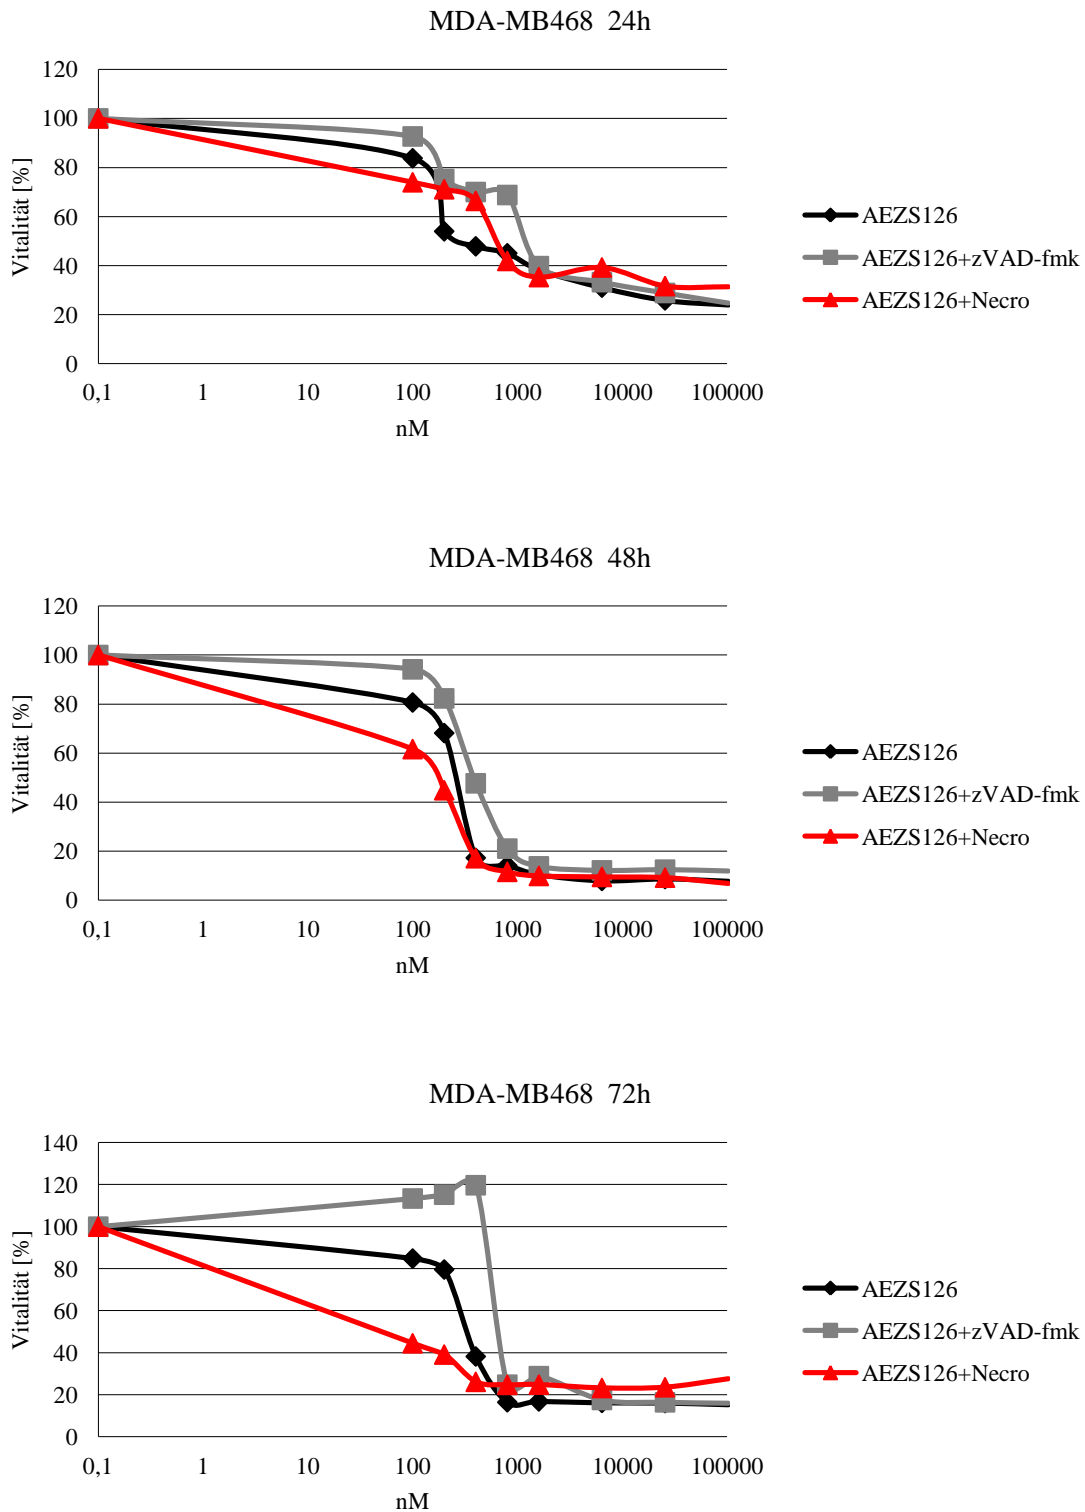 MDA-MB468 24h
120
100
80
60
40
20
0
Vitalität [%]
0,1 1 10 100 1000 10000 100000
nM
AEZS126
AEZS126+zVAD-fmk
AEZS126+Necro
MDA-MB468 48h
120
100
80
60
40
20
0
Vitalität [%]
0,1 1 10 100 1000 10000 100000
nM
AEZS126
AEZS126+zVAD-fmk
AEZS126+Necro
MDA-MB468 72h
140
120
100
80
60
40
20
0
Vitalität [%]
0,1 1 10 100 1000 10000 100000
nM
AEZS126
AEZS126+zVAD-fmk
AEZS126+Necro